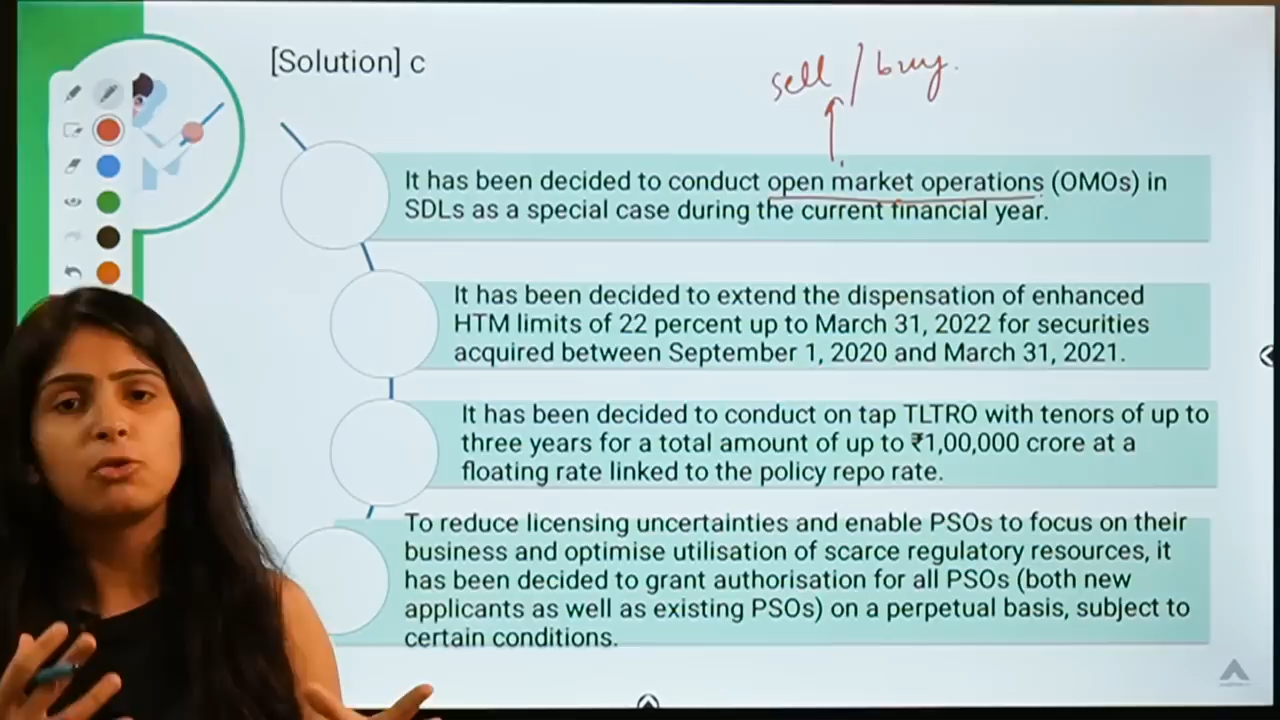 [Solution] c
sell / buy.
It has been decided to conduct open market operations (OMOs) in
SDLs as a special case during the current financial year.
It has been decided to extend the dispensation of enhanced
HTM limits of 22 percent up to March 31, 2022 for securities
acquired between September 1, 2020 and March 31, 2021.
It has been decided to conduct on tap TLTRO with tenors of up to
three years for a total amount of up to ₹1,00,000 crore at a
floating rate linked to the policy repo rate.
To reduce licensing uncertainties and enable PSOs to focus on their
business and optimise utilisation of scarce regulatory resources, it
has been decided to grant authorisation for all PSOs (both new
applicants as well as existing PSOs) on a perpetual basis, subject to
certain conditions.